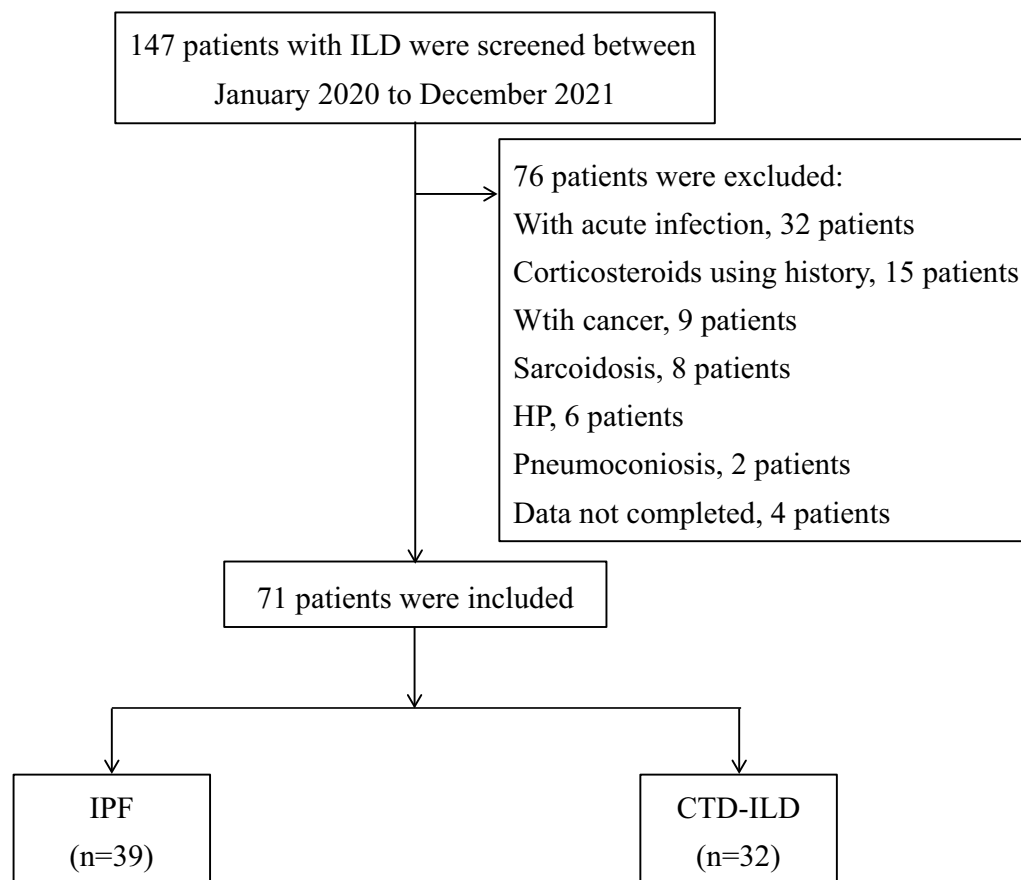 147 patients with ILD were screened between
January 2020 to December 2021
76 patients were excluded:
With acute infection, 32 patients
Corticosteroids using history, 15 patients
Wtih cancer, 9 patients
Sarcoidosis, 8 patients
HP, 6 patients
Pneumoconiosis, 2 patients
Data not completed, 4 patients
71 patients were included
IPF
(n=39)
CTD-ILD
(n=32)